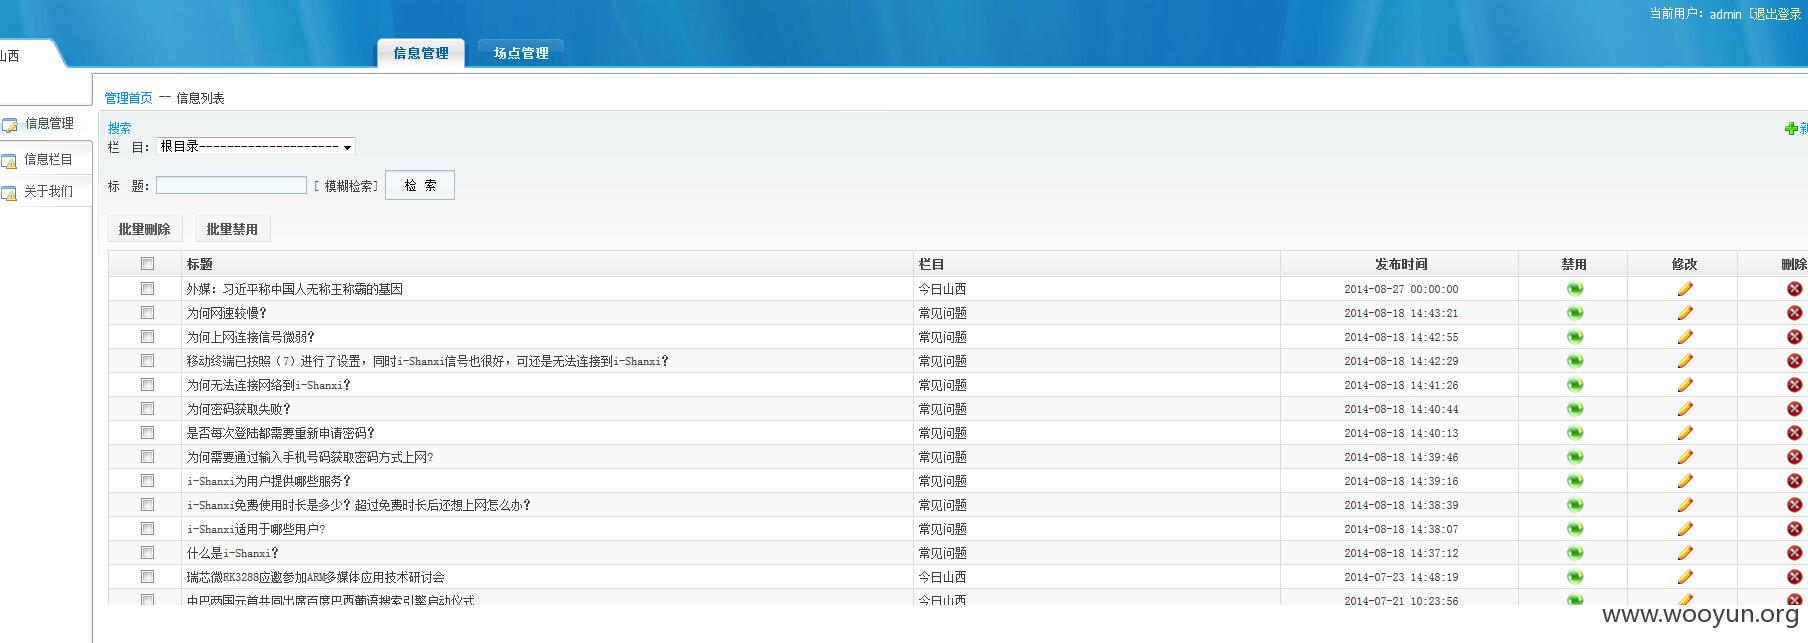 当前用户: admin [退出登录
山西
信息管理 场点管理
管理首页 -- 信息列表
信息管理
信息栏目
关于我们
搜索
栏 目: 根目录--------------------
标 题: [ 模糊检索] 检 索
批量删除 批量禁用
标题 栏目 发布时间 禁用 修改 删除
外媒: 习近平称中国人无称王称霸的基因 今日山西 2014-08-27 00:00:00
为何网速较慢? 常见问题 2014-08-18 14:43:21
为何上网连接信号微弱? 常见问题 2014-08-18 14:42:55
移动终端已按照（7）进行了设置，同时i-Shanxi信号也很好，可还是无法连接到i-Shanxi? 常见问题 2014-08-18 14:42:29
为何无法连接网络到i-Shanxi? 常见问题 2014-08-18 14:41:26
为何密码获取失败? 常见问题 2014-08-18 14:40:44
是否每次登陆都需要重新申请密码? 常见问题 2014-08-18 14:40:13
为何需要通过输入手机号码获取密码方式上网? 常见问题 2014-08-18 14:39:46
i-Shanxi为用户提供哪些服务? 常见问题 2014-08-18 14:39:16
i-Shanxi免费使用时长是多少? 超过免费时长后还想上网怎么办? 常见问题 2014-08-18 14:38:39
i-Shanxi适用于哪些用户? 常见问题 2014-08-18 14:38:07
什么是i-Shanxi? 常见问题 2014-08-18 14:37:12
瑞芯微RK3288应邀参加ARM多媒体应用技术研讨会 今日山西 2014-07-23 14:48:19
中巴两国元首共同出席百度巴西葡语搜索引擎启动仪式 今日山西 2014-07-21 10:23:56
www.wooyun.org